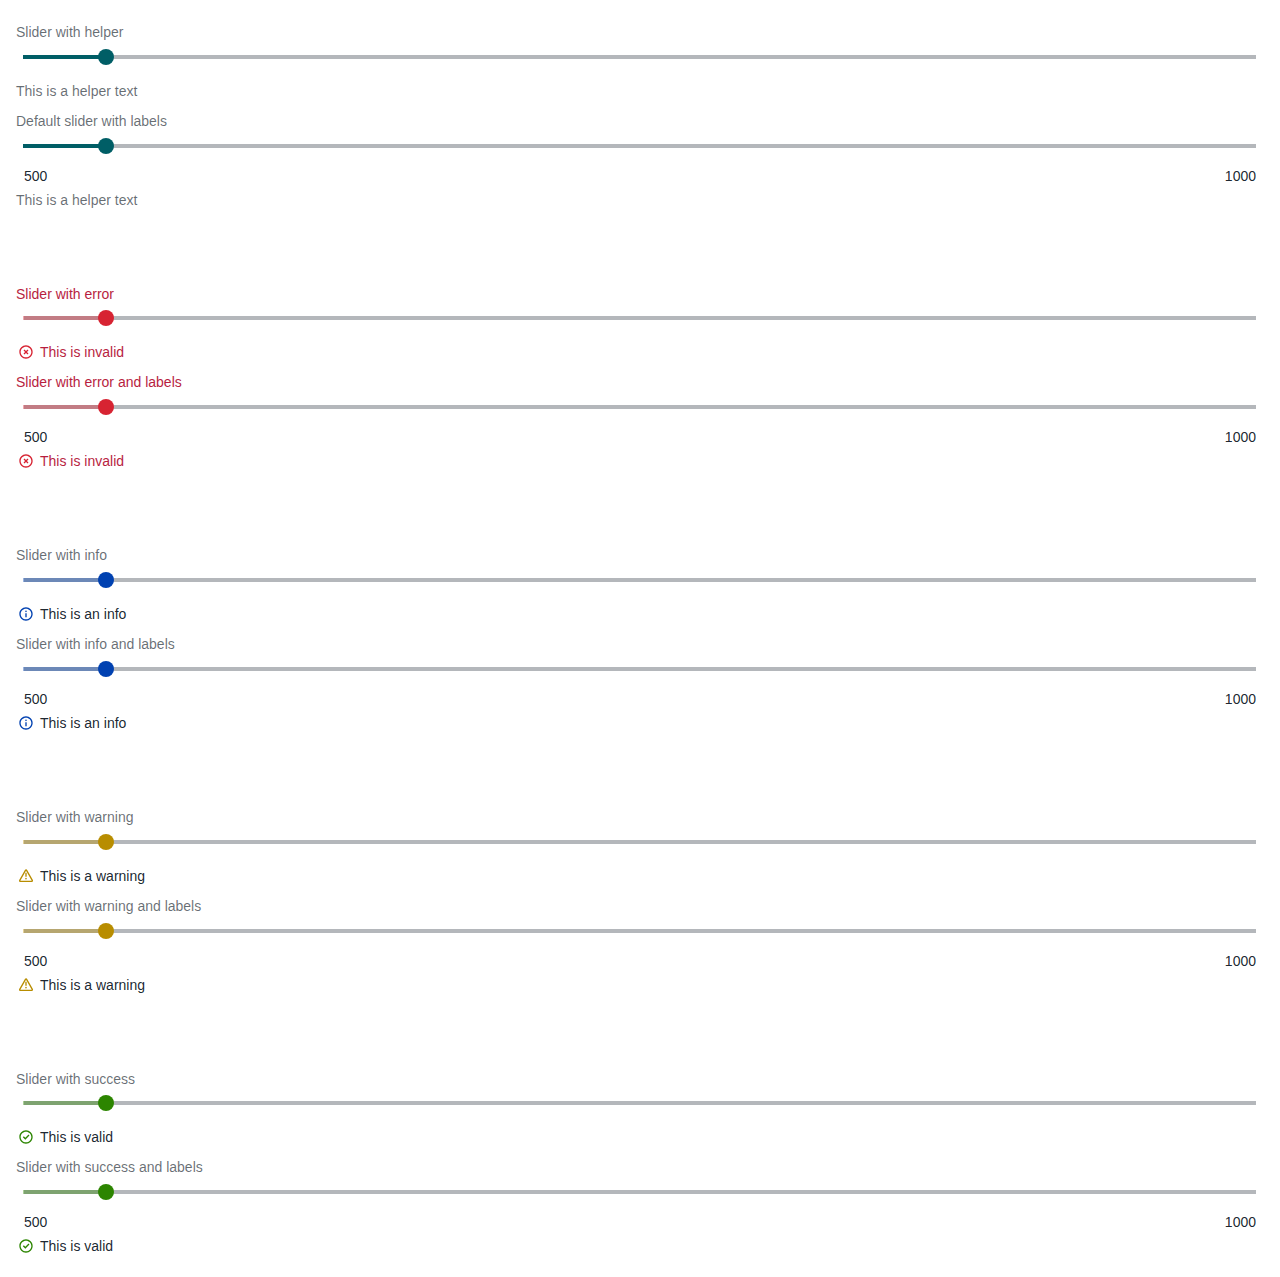 Slider with helper
This is a helper text
Default slider with labels
500 1000
This is a helper text
Slider with error
This is invalid
Slider with error and labels
500 1000
This is invalid
Slider with info
This is an info
Slider with info and labels
500 1000
This is an info
Slider with warning
This is a warning
Slider with warning and labels
500 1000
This is a warning
Slider with success
This is valid
Slider with success and labels
500 1000
This is valid